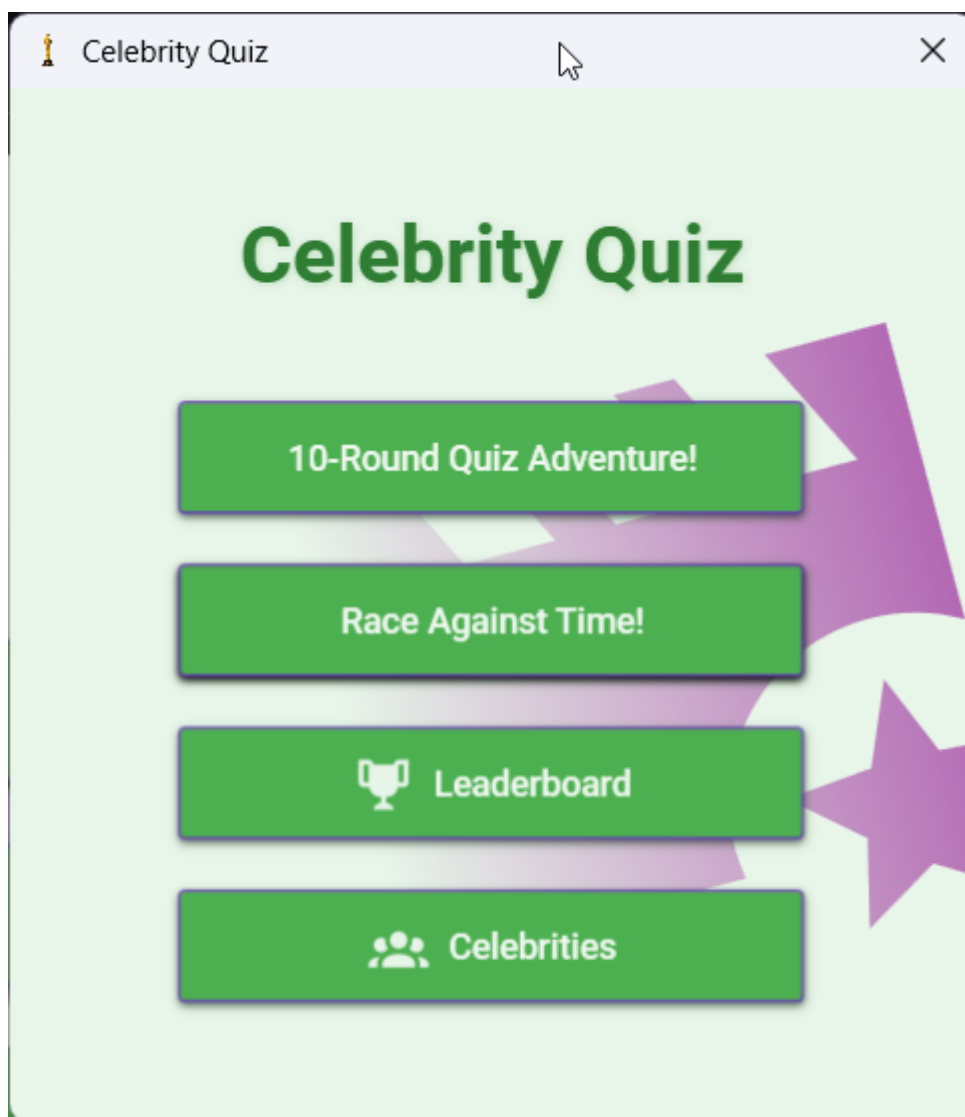 Celebrity Quiz
Celebrity Quiz
10-Round Quiz Adventure!
Race Against Time!
Leaderboard
Celebrities